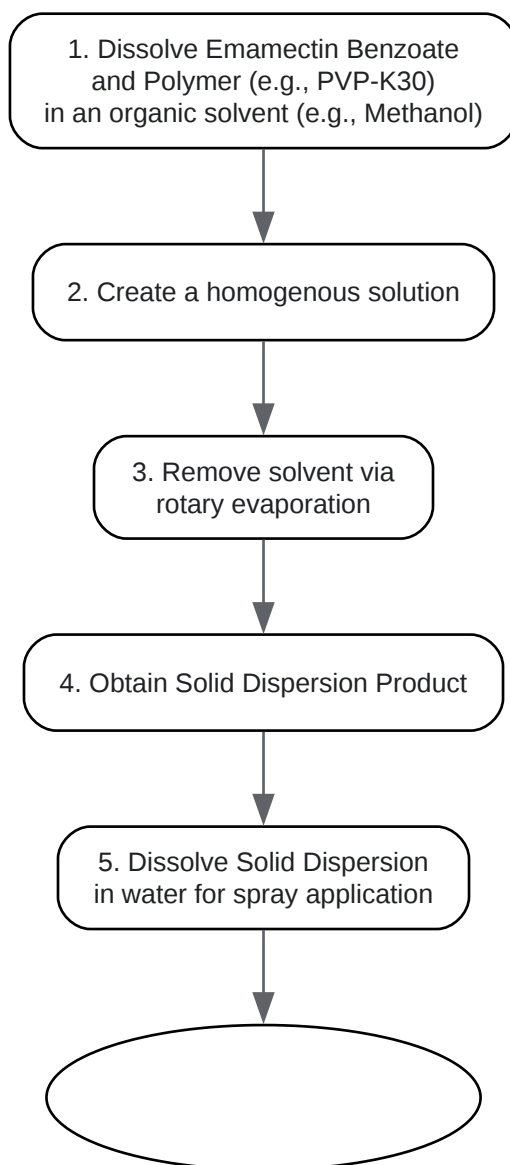 1. Dissolve Emamectin Benzoate
and Polymer (e.g., PVP-K30)
in an organic solvent (e.g., Methanol)
2. Create a homogenous solution
3. Remove solvent via
rotary evaporation
4. Obtain Solid Dispersion Product
5. Dissolve Solid Dispersion
in water for spray application